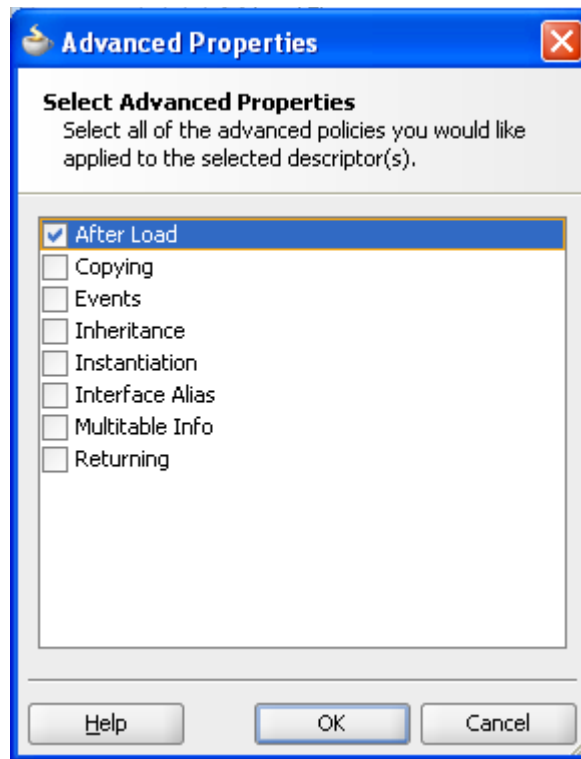 Advanced Properties
Select Advanced Properties
Select all of the advanced policies you would like
applied to the selected descriptor(s).
After Load
Copying
Events
Inheritance
Instantiation
Interface Alias
Multitable Info
Returning
Help OK Cancel